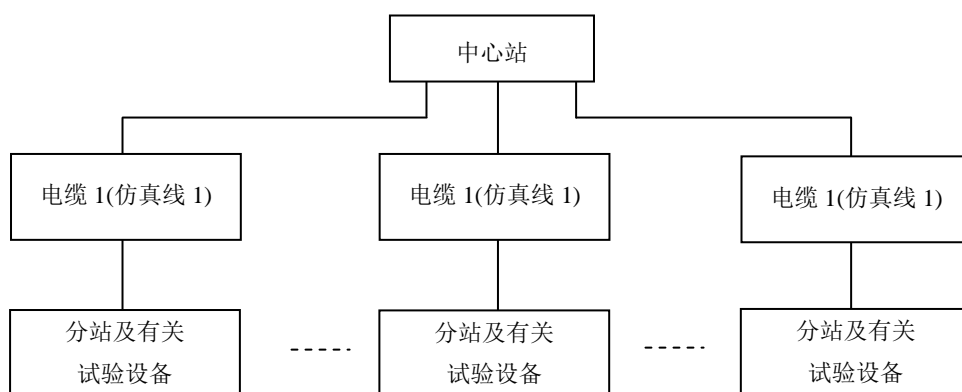 中心站
电缆 1(仿真线 1)
电缆 1(仿真线 1)
电缆 1(仿真线 1)
分站及有关
试验设备
分站及有关
试验设备
分站及有关
试验设备